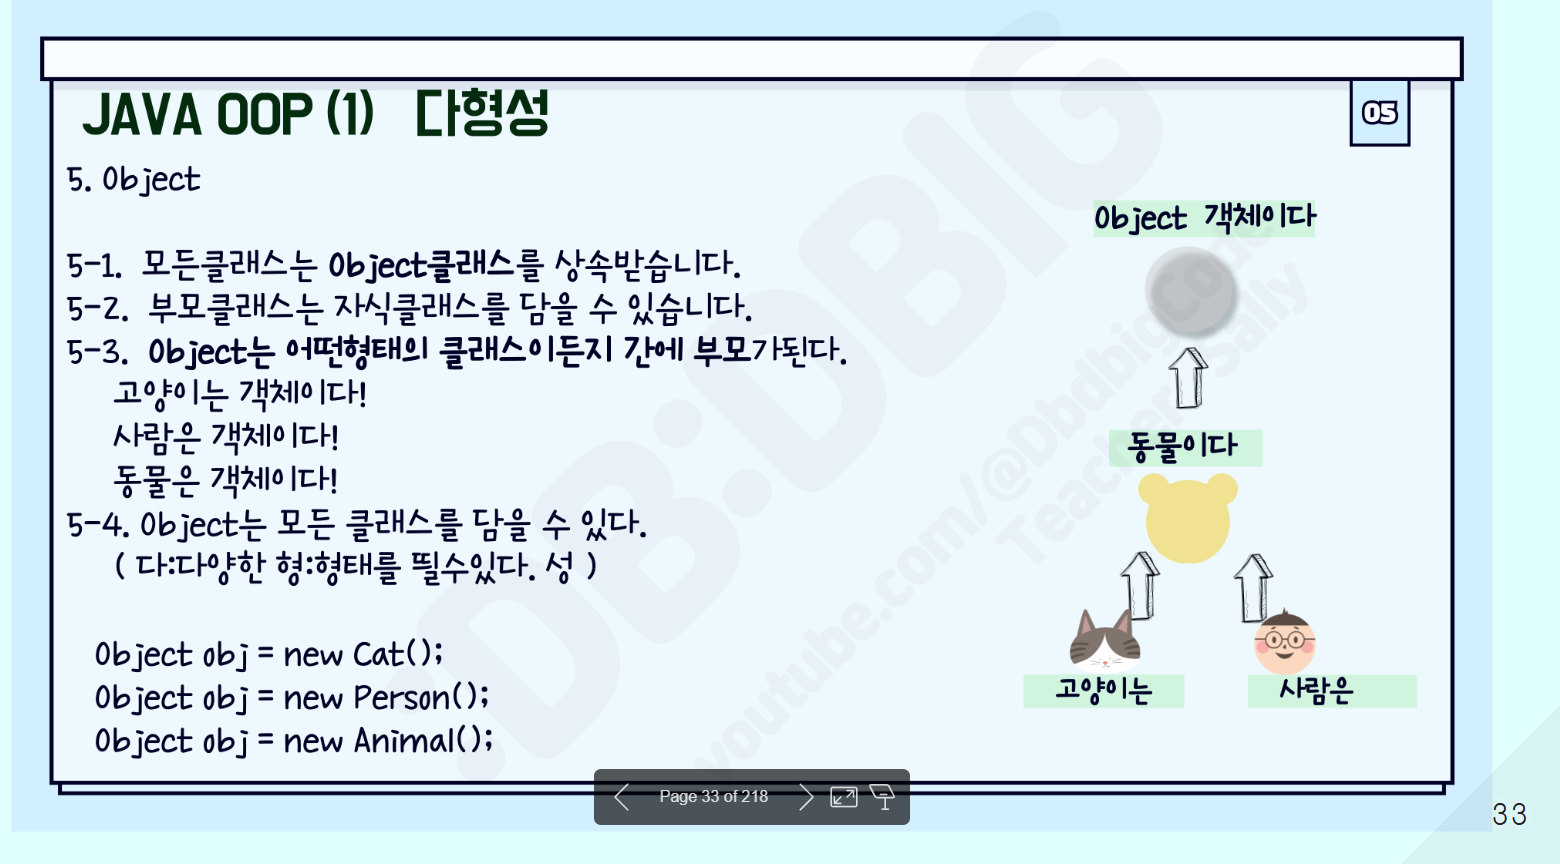 JAVA OOP (1) 다형성
05
5. Object
5-1. 모든클래스는 Object클래스를 상속받습니다.
5-2. 부모클래스는 자식클래스를 담을 수 있습니다.
5-3. Object는 어떤형태의 클래스이든지 간에 부모가된다.
고양이는 객체이다!
사람은 객체이다!
동물은 객체이다!
5-4. Object는 모든 클래스를 담을 수 있다.
( 다:다양한 형:형태를 띌수있다. 성 )
Object obj = new Cat();
Object obj = new Person();
Object obj = new Animal();
Object 객체이다
동물이다
고양이는
사람은
:DB:DBIG
youtube.com/@DbdbigCode
Teacher Sally
Page 33 of 218
33